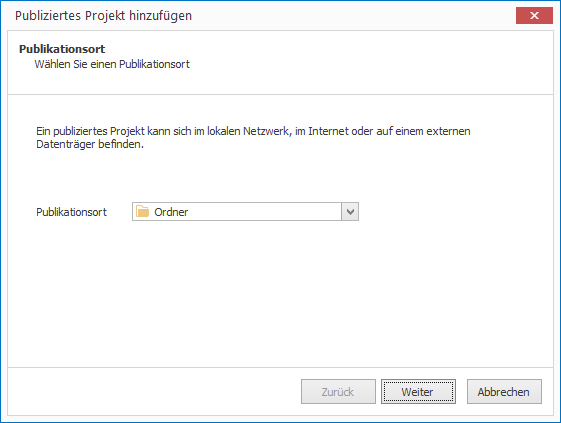 Publiziertes Projekt hinzufügen
Publikationsort
Wählen Sie einen Publikationsort
Ein publiziertes Projekt kann sich im lokalen Netzwerk, im Internet oder auf einem externen
Datenträger befinden.
Publikationsort Ordner
Zurück Weiter Abbrechen